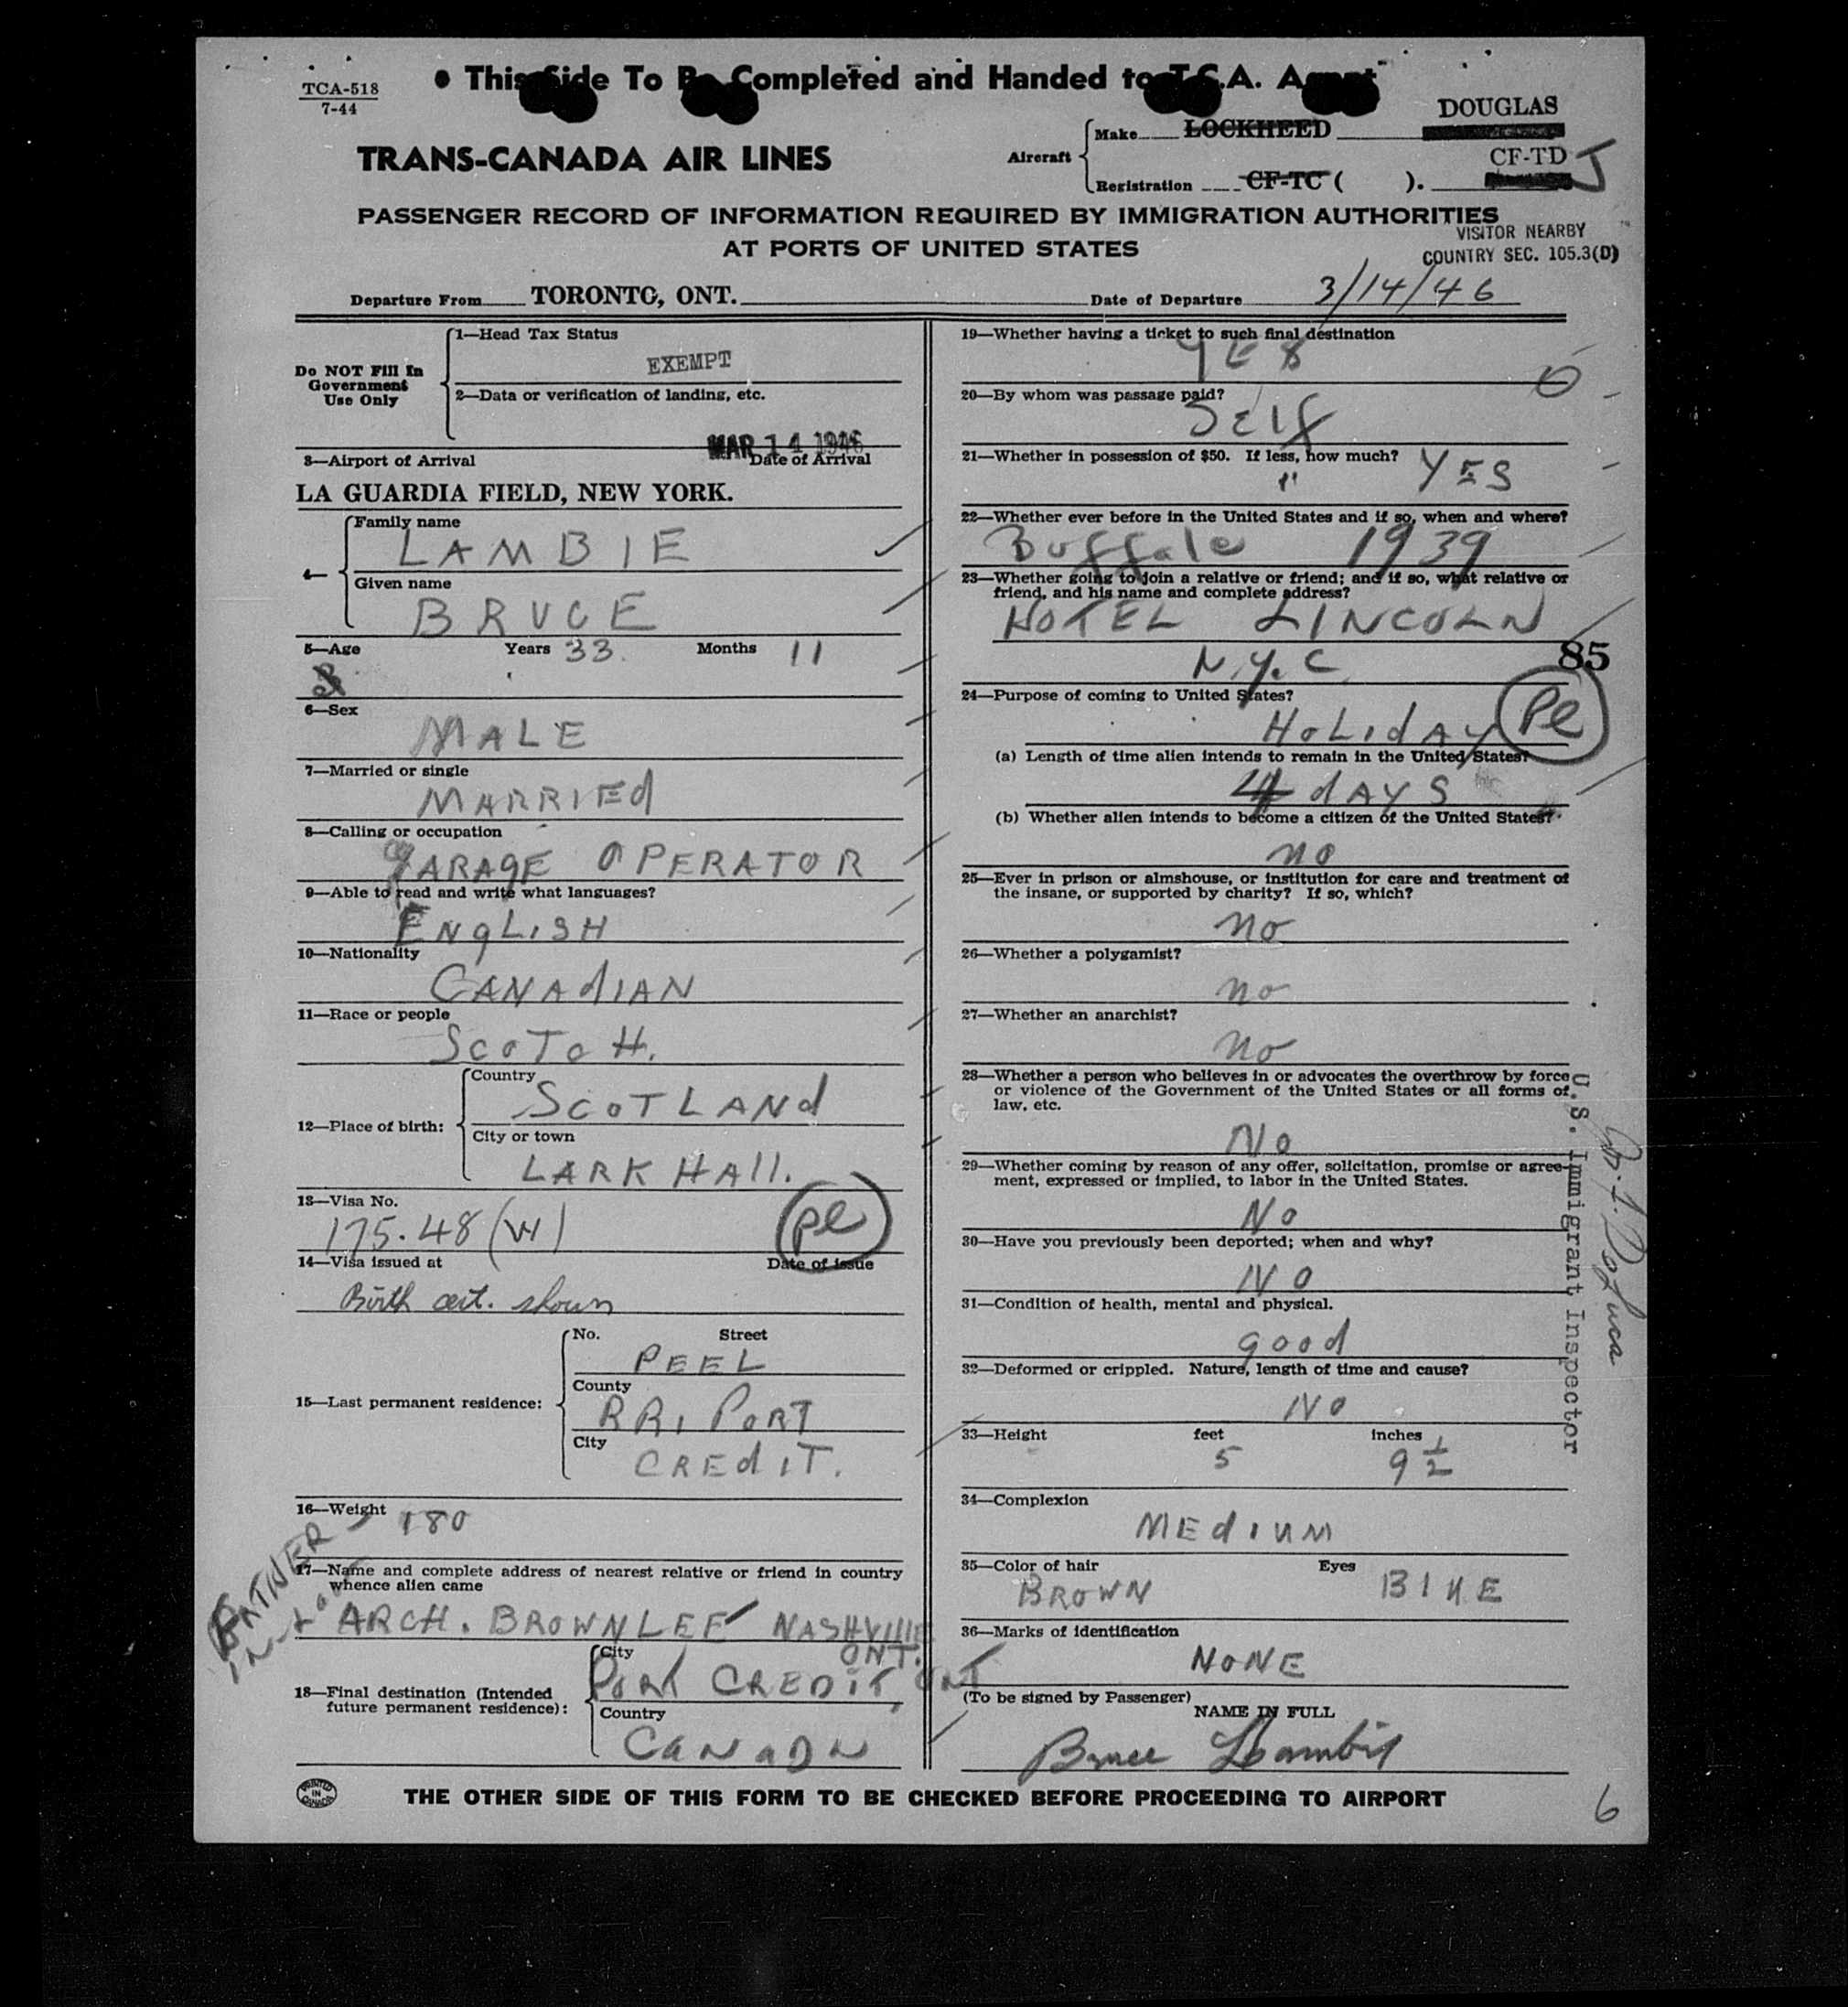 TCA-518
7-44
This Side To Be Completed and Handed to T.C.A. Agent
TRANS-CANADA AIR LINES
Aircraft
Make LOCKHEED DOUGLAS
Registration CF-TC ( ). CF-TD J
PASSENGER RECORD OF INFORMATION REQUIRED BY IMMIGRATION AUTHORITIES
AT PORTS OF UNITED STATES
VISITOR NEARBY
COUNTRY SEC. 105.3(D)
Departure From TORONTO, ONT. Date of Departure 3/14/46
Do NOT Fill In
Government
Use Only
1—Head Tax Status
EXEMPT
2—Data or verification of landing, etc.
MAR 14 1946
3—Airport of Arrival Date of Arrival
LA GUARDIA FIELD, NEW YORK.
4—
Family name
LAMBIE
Given name
BRUCE
5—Age Years 33 Months 11
6—Sex
MALE
7—Married or single
MARRIEd
8—Calling or occupation
gARAgE OPERATOR
9—Able to read and write what languages?
ENgLISH
10—Nationality
CANAdIAN
11—Race or people
ScoTcH.
12—Place of birth:
Country
ScoTLANd
City or town
LARK HAll.
13—Visa No.
175.48 (W) pl
14—Visa issued at Date of issue
Birth cert. shown
15—Last permanent residence:
No. Street
PEEL
County
RR1 PoRT
City
CREdIT.
16—Weight 180
17—Name and complete address of nearest relative or friend in country
whence alien came
FATHER
IN-LAW
ARCH. BROWNLEE NASHVIllE
ONT.
18—Final destination (Intended
future permanent residence):
City
PORT CREDIT, ONT
Country
CANADA
19—Whether having a ticket to such final destination
YES
20—By whom was passage paid?
SElf
21—Whether in possession of $50. If less, how much? YES
"
22—Whether ever before in the United States and if so, when and where?
Buffalo 1939
23—Whether going to join a relative or friend; and if so, what relative or
friend, and his name and complete address?
HOTEL LINCOLN
N.Y.C.
85
24—Purpose of coming to United States?
HoLIdAY Pl
(a) Length of time alien intends to remain in the United States?
4 dAYS
(b) Whether alien intends to become a citizen of the United States?
no
25—Ever in prison or almshouse, or institution for care and treatment of
the insane, or supported by charity? If so, which?
no
26—Whether a polygamist?
no
27—Whether an anarchist?
no
28—Whether a person who believes in or advocates the overthrow by force
or violence of the Government of the United States or all forms of
law, etc.
No
29—Whether coming by reason of any offer, solicitation, promise or agree-
ment, expressed or implied, to labor in the United States.
No
30—Have you previously been deported; when and why?
NO
31—Condition of health, mental and physical.
good
32—Deformed or crippled. Nature, length of time and cause?
No
33—Height feet inches
5 9 1/2
34—Complexion
MEdIUM
35—Color of hair Eyes
BROWN BlUE
36—Marks of identification
NONE
(To be signed by Passenger)
NAME IN FULL
Bruce Lambie
U.S. Immigrant Inspector
PRINTED IN CANADA
THE OTHER SIDE OF THIS FORM TO BE CHECKED BEFORE PROCEEDING TO AIRPORT
6